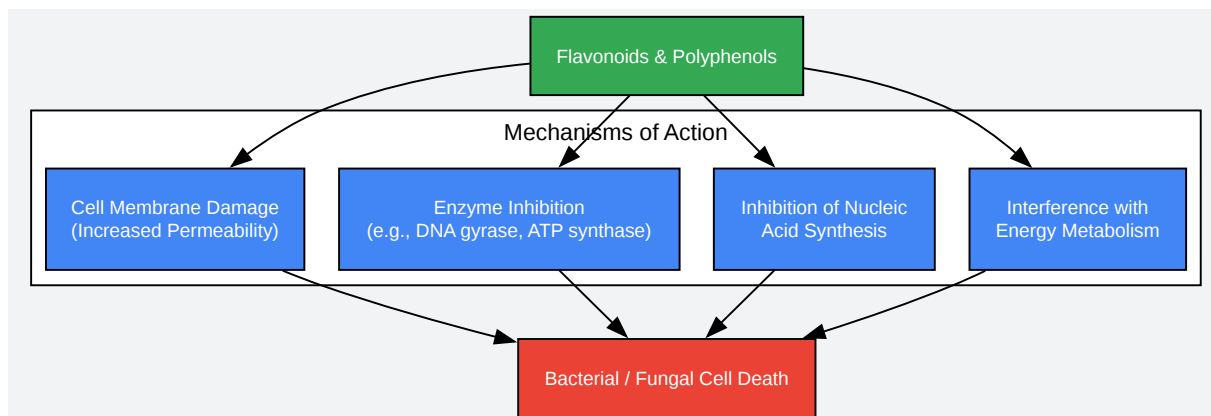 Flavonoids & Polyphenols
Mechanisms of Action
Cell Membrane Damage
(Increased Permeability)
Enzyme Inhibition
(e.g., DNA gyrase, ATP synthase)
Inhibition of Nucleic
Acid Synthesis
Interference with
Energy Metabolism
Bacterial / Fungal Cell Death